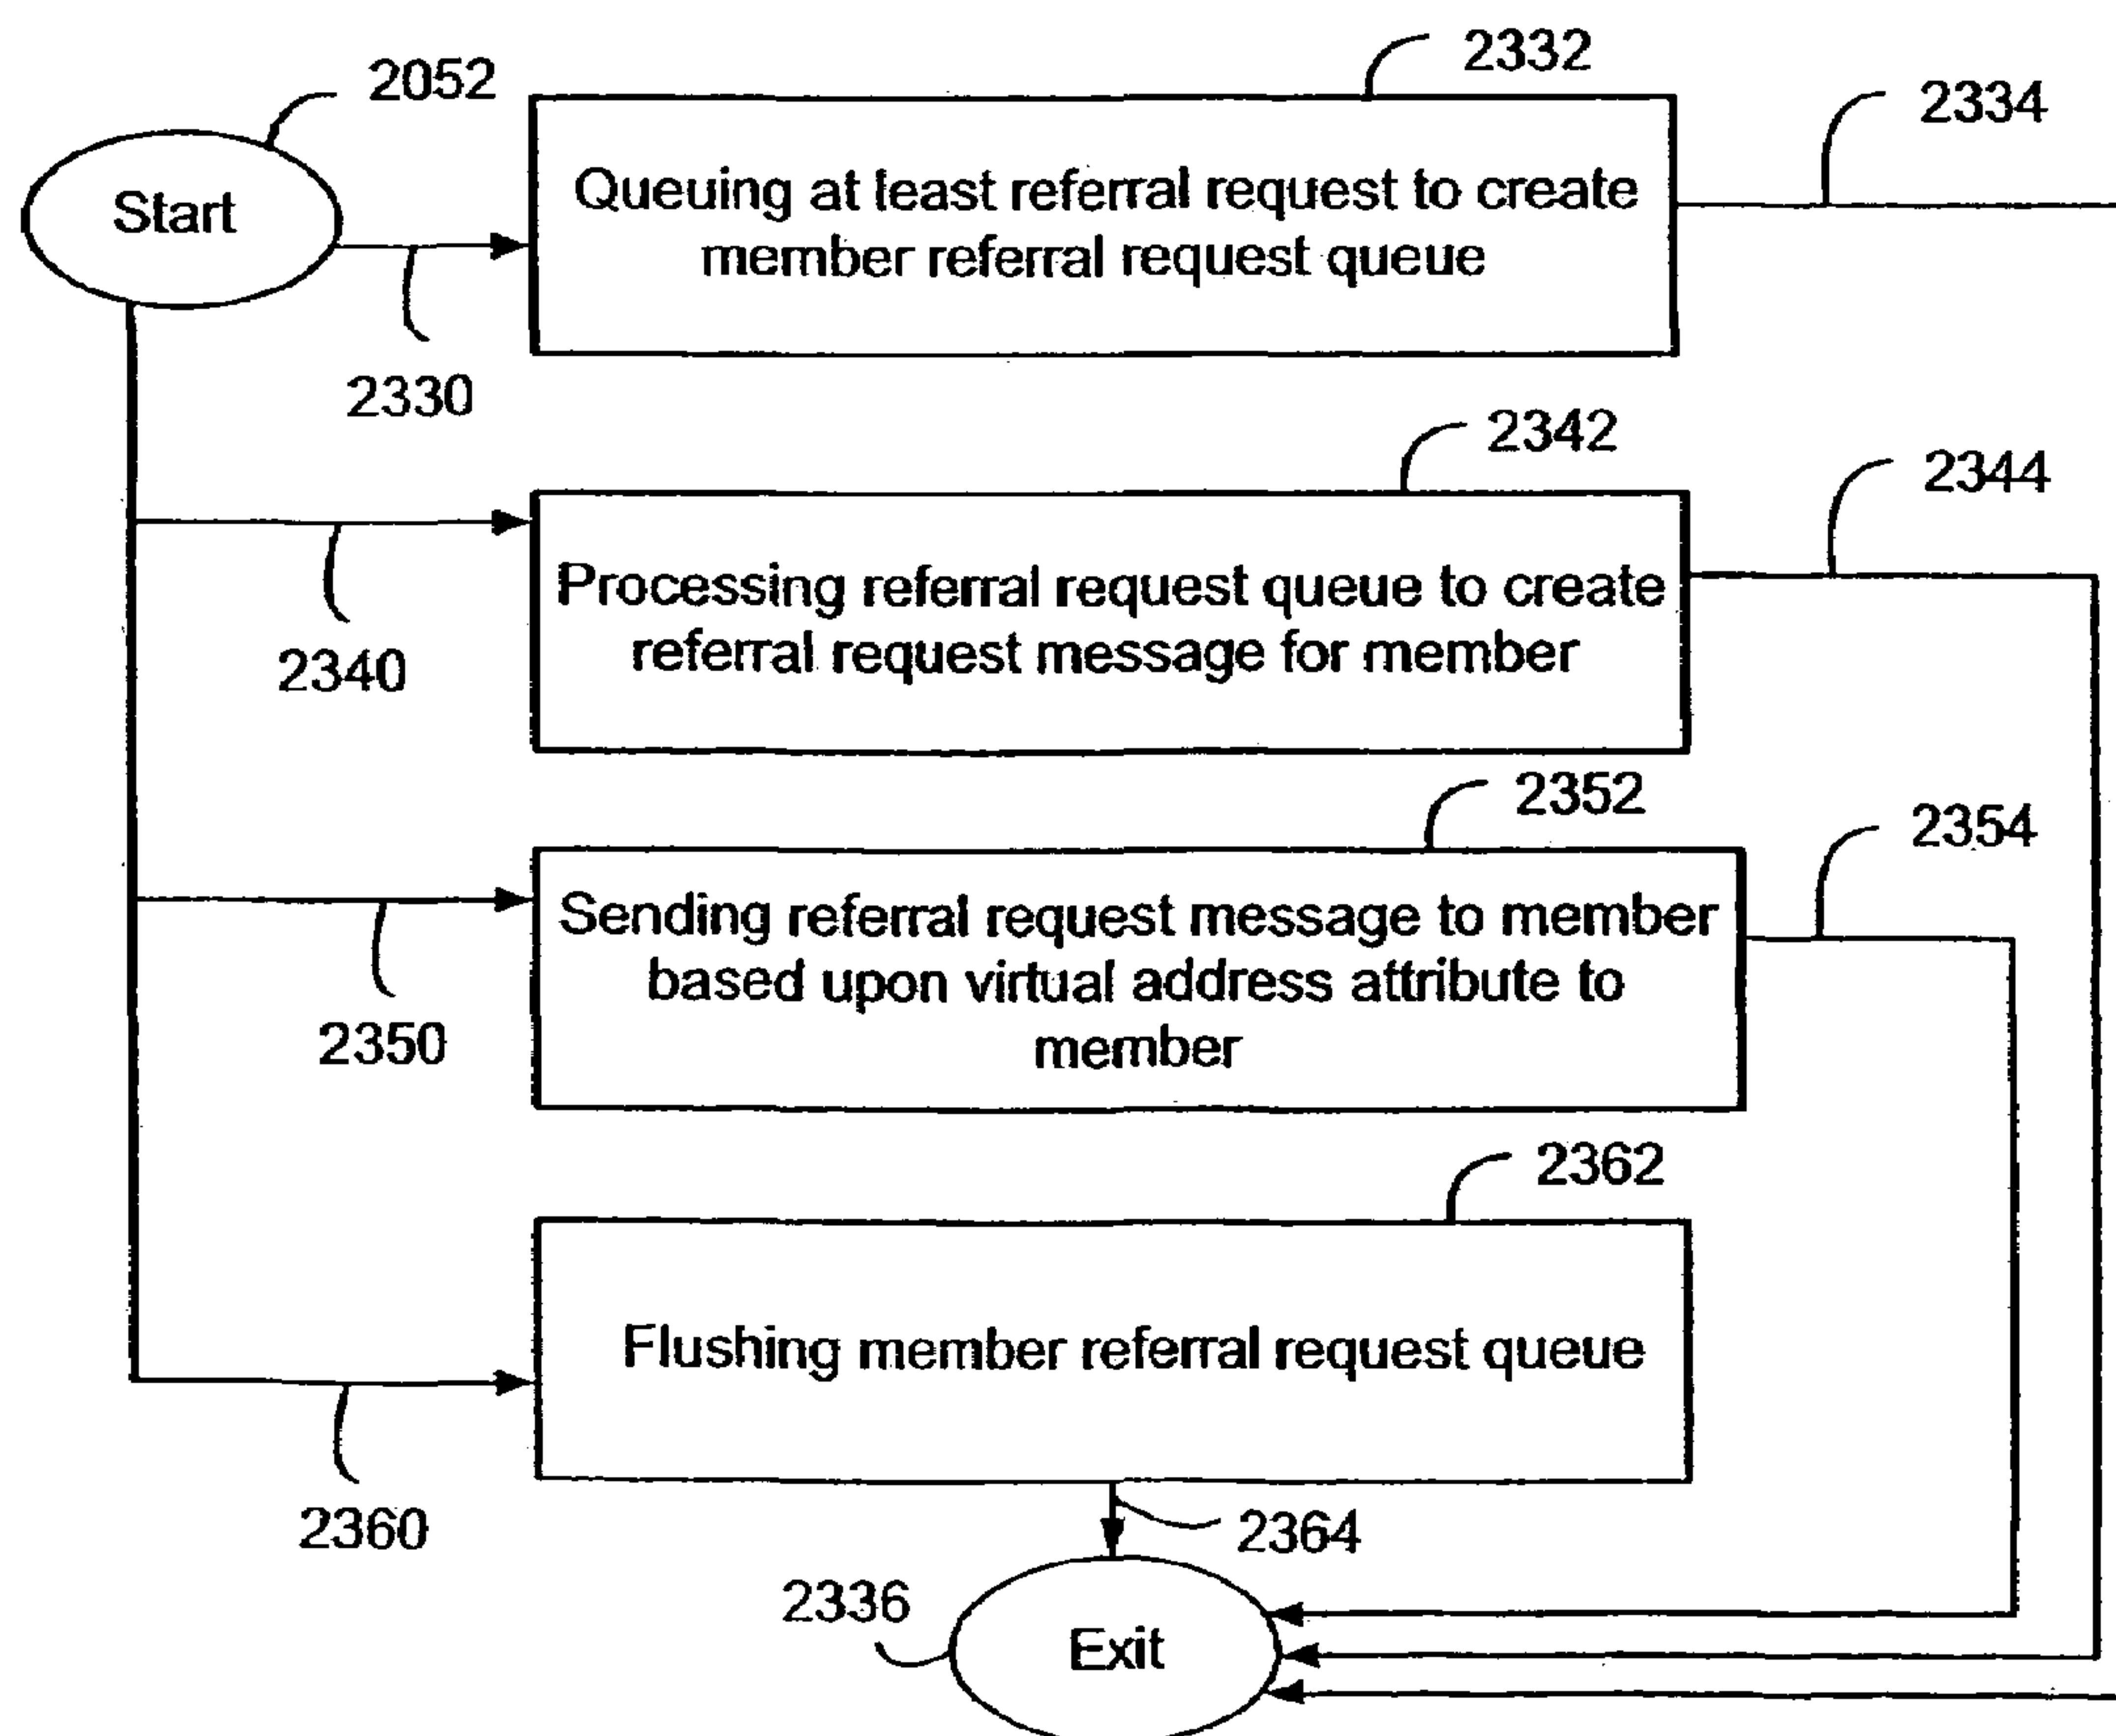 2052
Start
2330
2332
Queuing at least referral request to create
member referral request queue
2334
2340
2342
Processing referral request queue to create
referral request message for member
2344
2350
2352
Sending referral request message to member
based upon virtual address attribute to
member
2354
2360
2362
Flushing member referral request queue
2364
2336
Exit